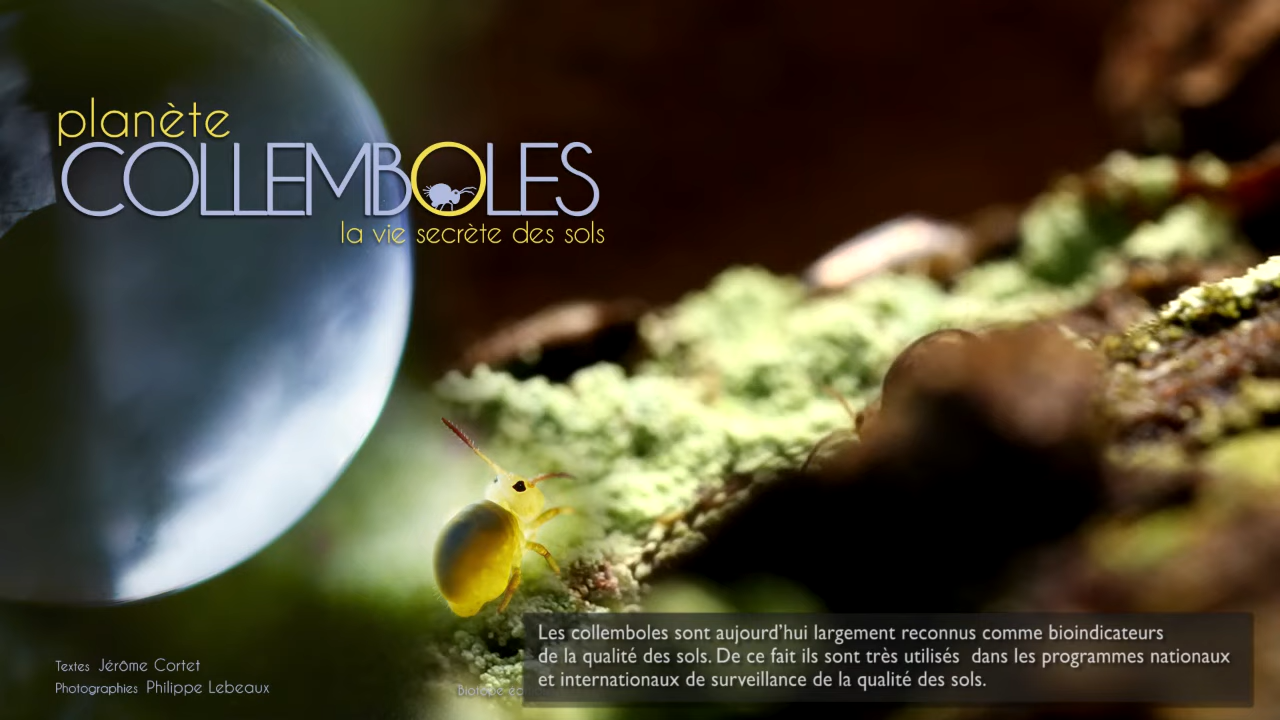 planète
COLLEMBOLES
la vie secrète des sols
Textes Jérôme Cortet
Photographies Philippe Lebeaux
Biotope
Les collemboles sont aujourd'hui largement reconnus comme bioindicateurs
de la qualité des sols. De ce fait ils sont très utilisés dans les programmes nationaux
et internationaux de surveillance de la qualité des sols.